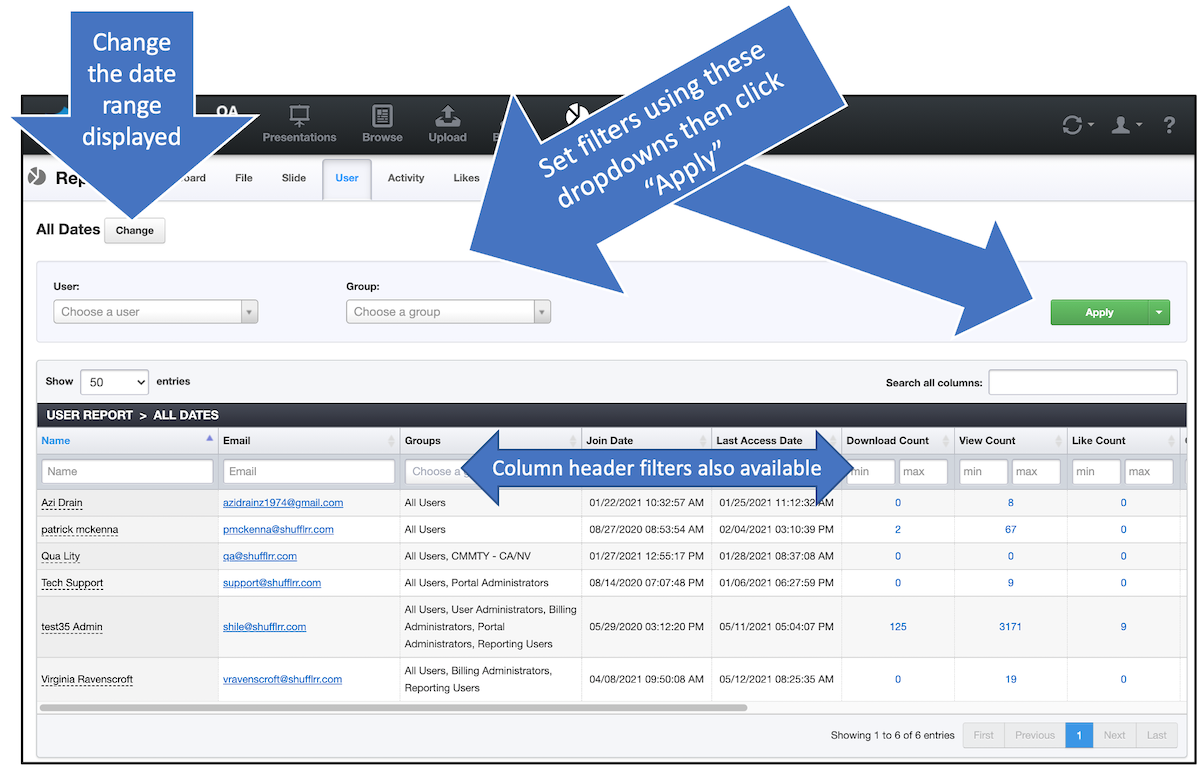 Change
the date
range
displayed
Set filters using these
dropdowns then click
“Apply”
QA
Presentations
Browse
Upload
?
File
Slide
User
Activity
Likes
All Dates
Change
User:
Group:
Choose a user
Choose a group
Apply
Show 50 entries
Search all columns:
USER REPORT > ALL DATES
Name Email Groups Join Date Last Access Date Download Count View Count Like Count
Name Email Choose a max min max min max
Column header filters also available
Azi Drain azidrainz1974@gmail.com All Users 01/22/2021 10:32:57 AM 01/25/2021 11:12:32 AM 0 8 0
patrick mckenna pmckenna@shufflrr.com All Users 08/27/2020 08:53:54 AM 02/04/2021 03:10:39 PM 2 67 0
Qua Lity qa@shufflrr.com All Users, CMMTY - CA/NV 01/27/2021 12:55:17 PM 01/28/2021 08:37:08 AM 0 0 0
Tech Support support@shufflrr.com All Users, Portal Administrators 08/14/2020 07:07:48 PM 01/06/2021 06:27:59 PM 0 9 0
All Users, User Administrators, Billing
test35 Admin shile@shufflrr.com Administrators, Portal 05/29/2020 03:12:20 PM 05/11/2021 05:04:07 PM 125 3171 9
Administrators, Reporting Users
All Users, Billing Administrators,
Virginia Ravenscroft vravenscroft@shufflrr.com 04/08/2021 09:50:08 AM 05/12/2021 08:25:35 AM 0 19 0
Reporting Users
Showing 1 to 6 of 6 entries First Previous 1 Next Last